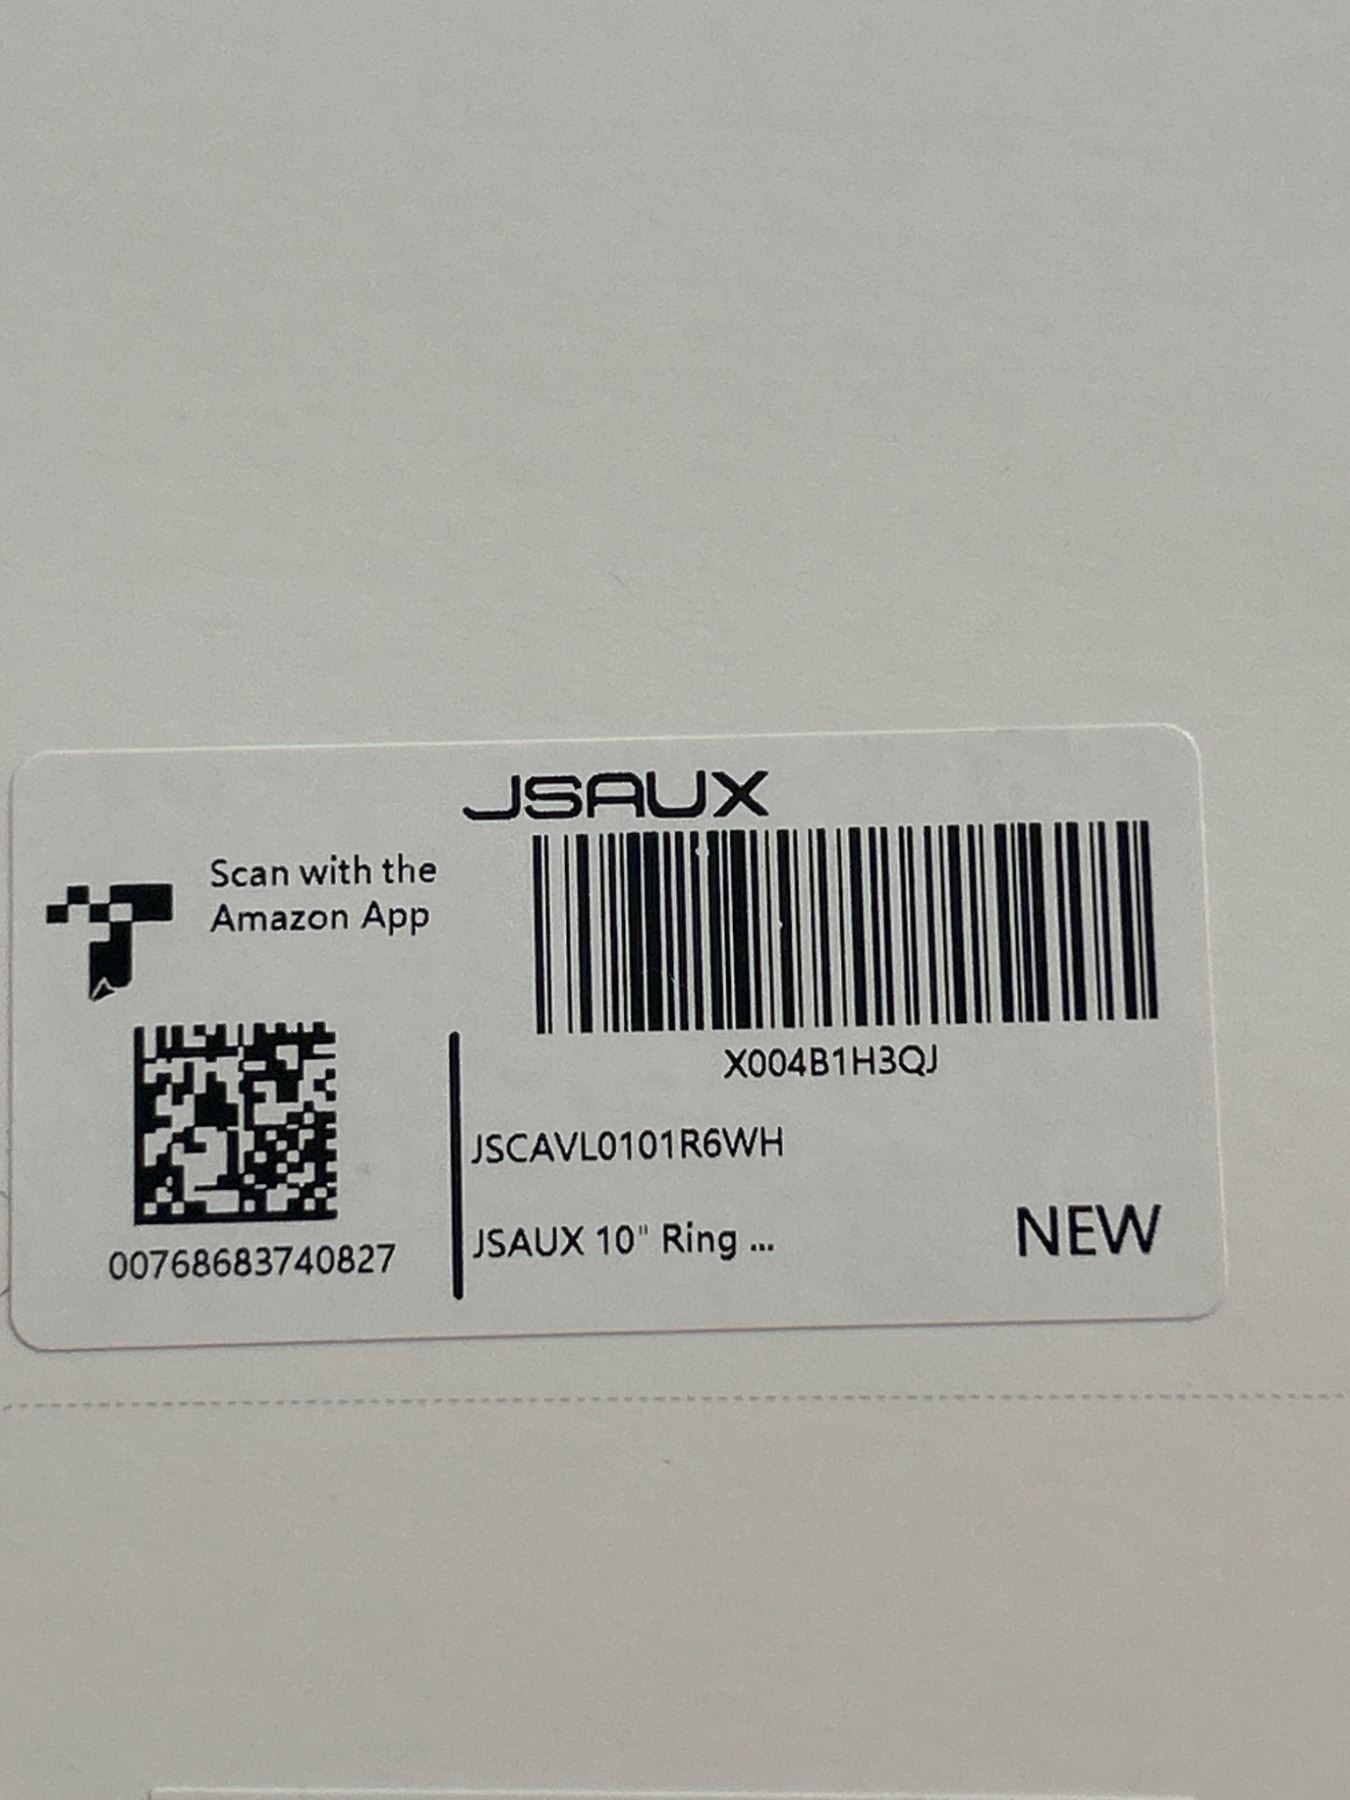 JSAUX
Scan with the
Amazon App
X004B1H3QJ
JSCAVL0101R6WH
JSAUX 10" Ring ...
NEW
00768683740827